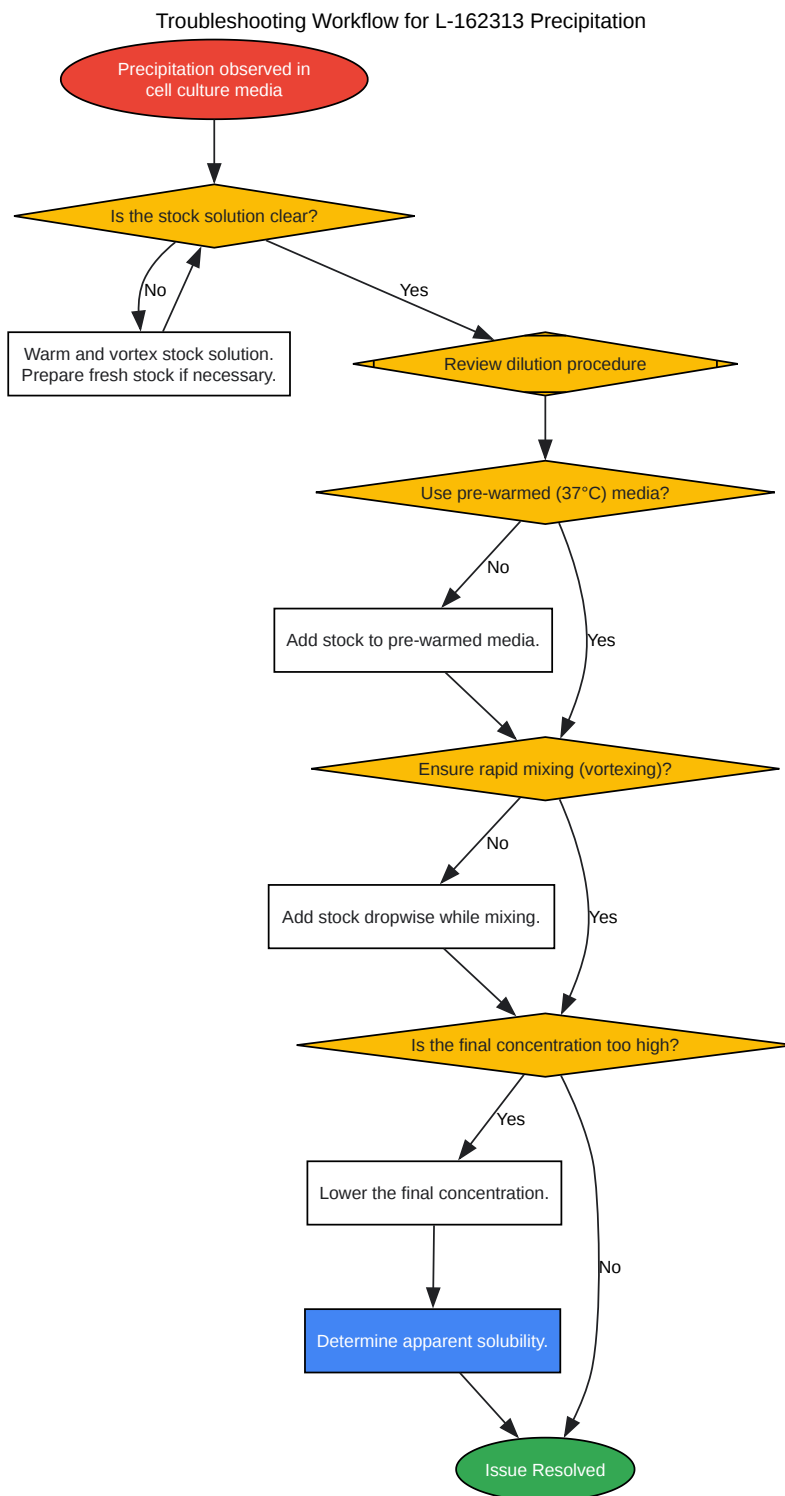 Troubleshooting Workflow for L-162313 Precipitation
Precipitation observed in
cell culture media
Is the stock solution clear?
No
Yes
Warm and vortex stock solution.
Prepare fresh stock if necessary.
Review dilution procedure
Use pre-warmed (37°C) media?
No
Add stock to pre-warmed media.
Yes
Ensure rapid mixing (vortexing)?
No
Add stock dropwise while mixing.
Yes
Is the final concentration too high?
Yes
Lower the final concentration.
No
Determine apparent solubility.
Issue Resolved